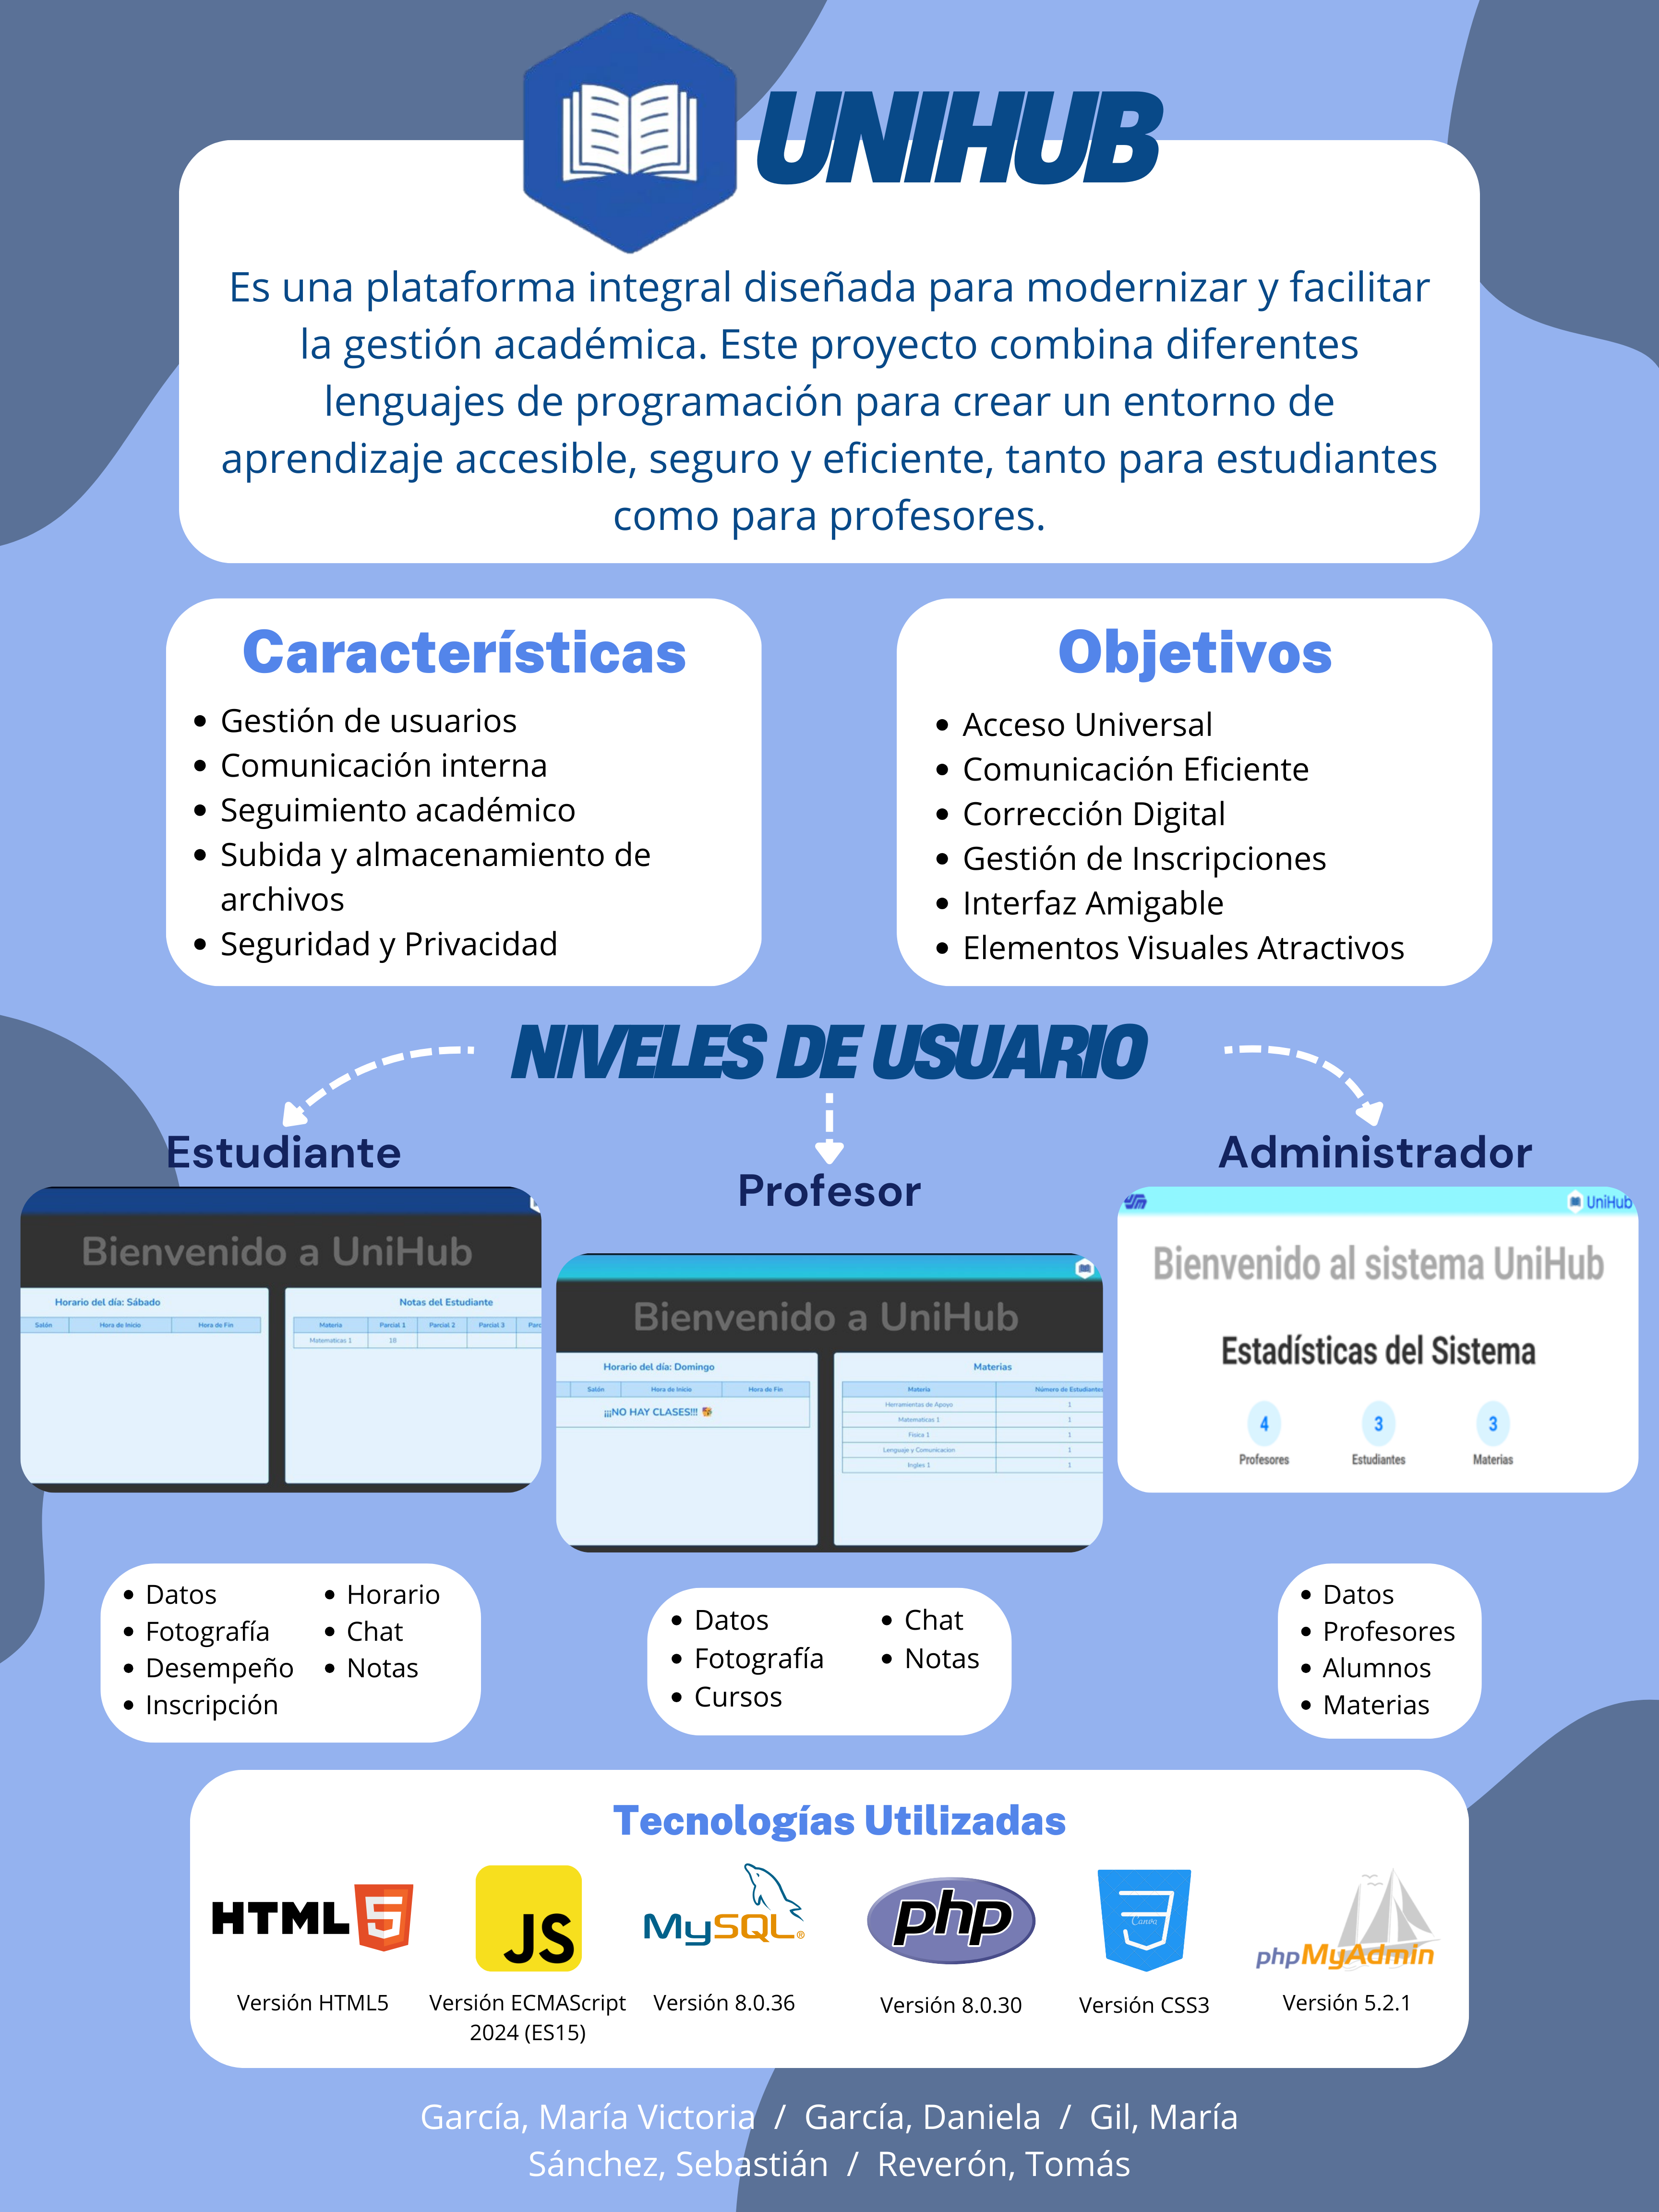 UNIHUB
Es una plataforma integral diseñada para modernizar y facilitar
la gestión académica. Este proyecto combina diferentes
lenguajes de programación para crear un entorno de
aprendizaje accesible, seguro y eficiente, tanto para estudiantes
como para profesores.
Características
• Gestión de usuarios
• Comunicación interna
• Seguimiento académico
• Subida y almacenamiento de
archivos
• Seguridad y Privacidad
Objetivos
• Acceso Universal
• Comunicación Eficiente
• Corrección Digital
• Gestión de Inscripciones
• Interfaz Amigable
• Elementos Visuales Atractivos
NIVELES DE USUARIO
Estudiante
Bienvenido a UniHub
Horario del día: Sábado
Salón Hora de Inicio Hora de Fin
Notas del Estudiante
Materia Parcial 1 Parcial 2 Parcial 3
Matematicas 1 18
• Datos
• Fotografía
• Desempeño
• Inscripción
• Horario
• Chat
• Notas
Profesor
Bienvenido a UniHub
Horario del día: Domingo
Salón Hora de Inicio Hora de Fin
¡¡¡NO HAY CLASES!!!
Materias
Materia Número de Estudiantes
Herramientas de Apoyo 1
Matematicas 1 1
Fisica 1 1
Lenguaje y Comunicacion 1
Ingles 1 1
• Datos
• Fotografía
• Cursos
• Chat
• Notas
Administrador
UniHub
Bienvenido al sistema UniHub
Estadísticas del Sistema
4 3 3
Profesores Estudiantes Materias
• Datos
• Profesores
• Alumnos
• Materias
Tecnologías Utilizadas
HTML 5
Versión HTML5
JS
Versión ECMAScript
2024 (ES15)
MySQL®
Versión 8.0.36
php
Versión 8.0.30
Canva
Versión CSS3
phpMyAdmin
Versión 5.2.1
García, María Victoria / García, Daniela / Gil, María
Sánchez, Sebastián / Reverón, Tomás